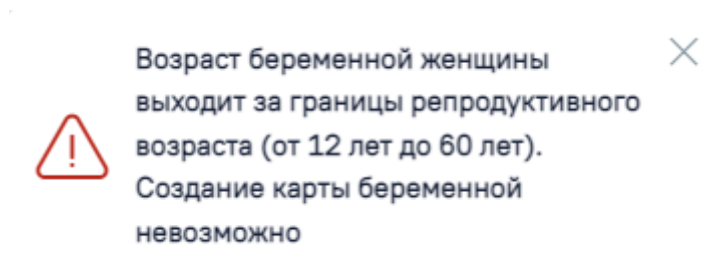 Возраст беременной женщины
выходит за границы репродуктивного
возраста (от 12 лет до 60 лет).
Создание карты беременной
невозможно